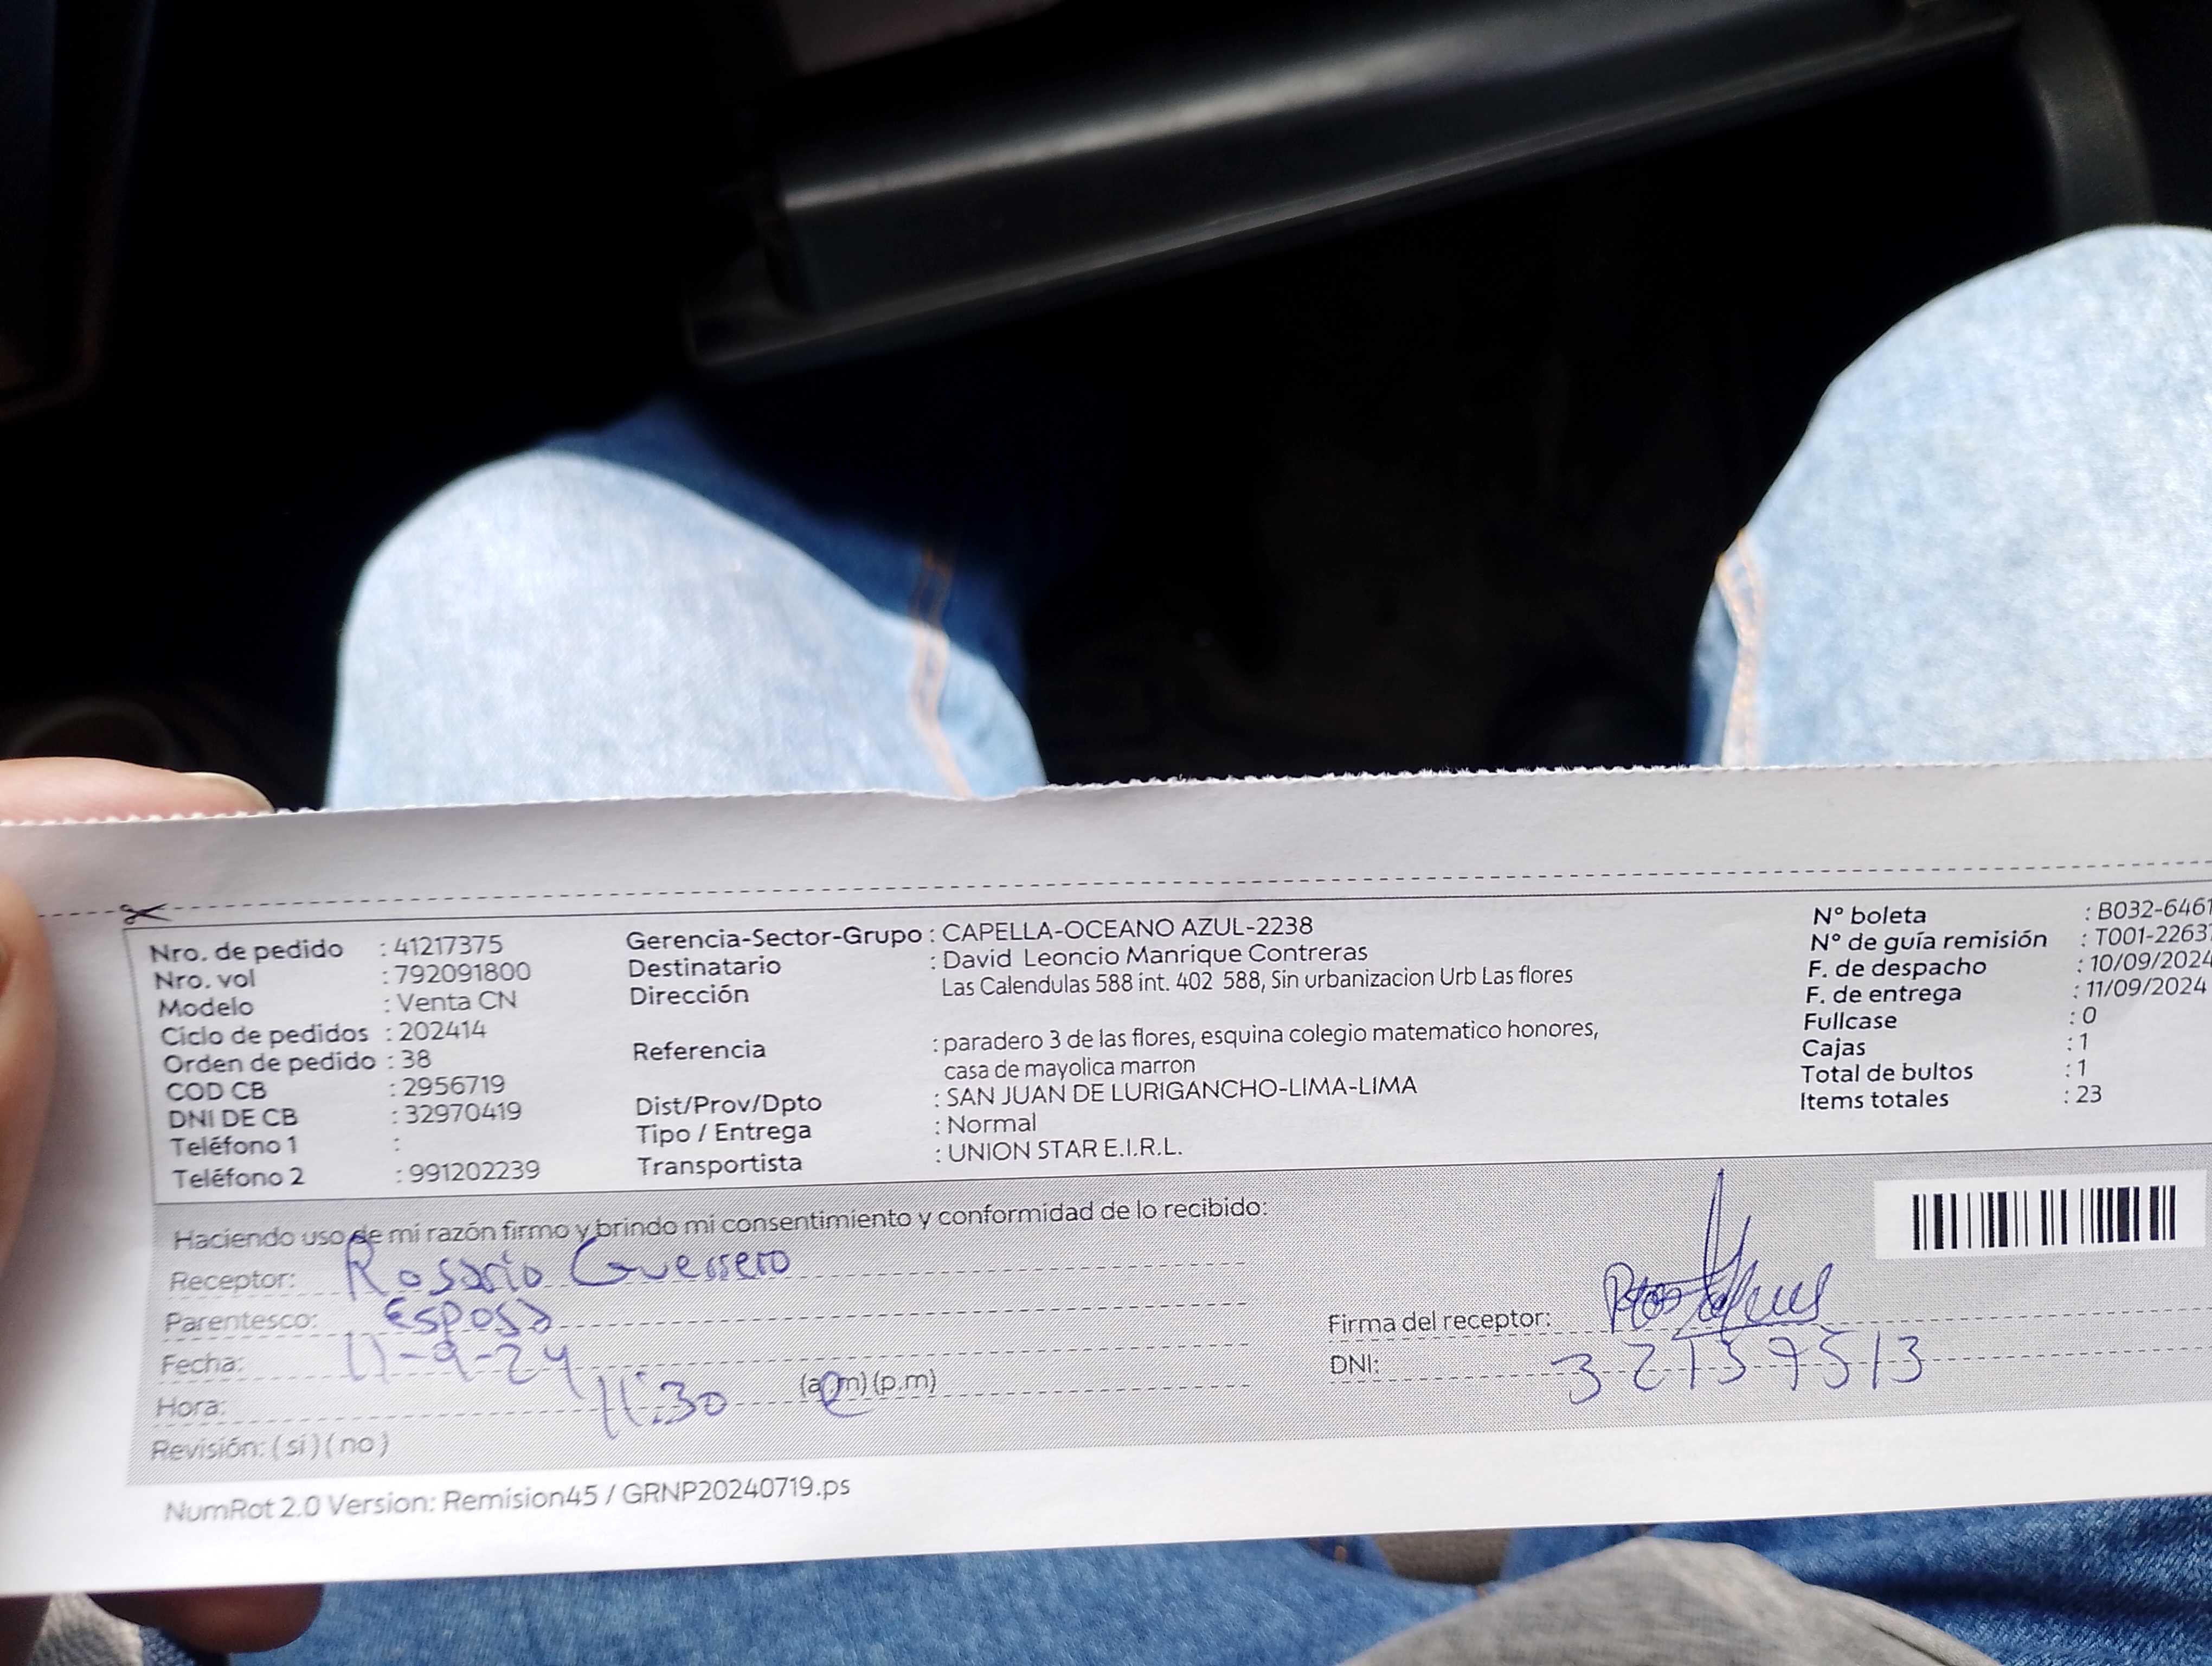 Nro. de pedido : 41217375
Nro. vol : 792091800
Modelo : Venta CN
Ciclo de pedidos : 202414
Orden de pedido : 38
COD CB : 2956719
DNI DE CB : 32970419
Teléfono 1 :
Teléfono 2 : 991202239
Gerencia-Sector-Grupo : CAPELLA-OCEANO AZUL-2238
Destinatario : David Leoncio Manrique Contreras
Dirección Las Calendulas 588 int. 402 588, Sin urbanizacion Urb Las flores
Referencia : paradero 3 de las flores, esquina colegio matematico honores,
casa de mayolica marron
Dist/Prov/Dpto : SAN JUAN DE LURIGANCHO-LIMA-LIMA
Tipo / Entrega : Normal
Transportista : UNION STAR E.I.R.L.
N° boleta : B032-6461
N° de guía remisión : T001-2263
F. de despacho : 10/09/2024
F. de entrega : 11/09/2024
Fullcase : 0
Cajas : 1
Total de bultos : 1
Items totales : 23
Haciendo uso de mi razón firmo y brindo mi consentimiento y conformidad de lo recibido:
Receptor: Rosario Guerrero
Parentesco: Esposa
Fecha: 11-9-24
Hora: 11:30 (a.m) (p.m)
Revisión: (si) (no)
Firma del receptor:
DNI:
NumRot 2.0 Version: Remision45 / GRNP20240719.ps